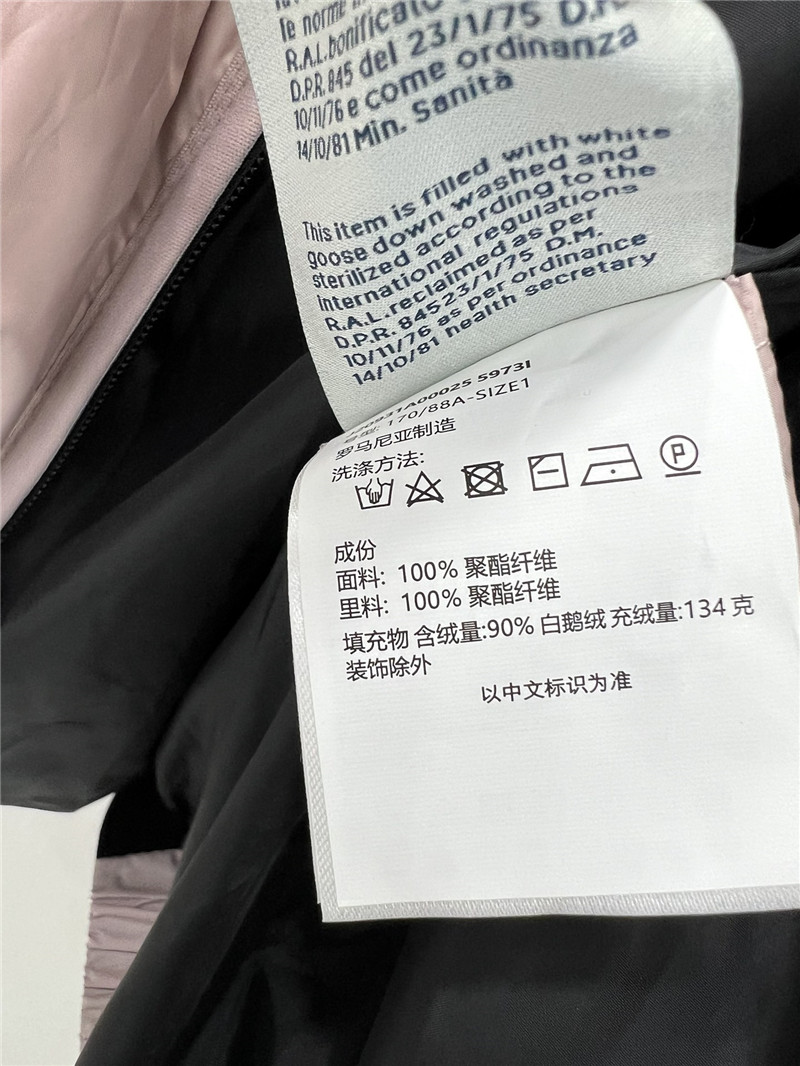 le norme
R.A.L. bonificato
D.P.R. 845 del 23/1/75 D.
10/11/76 e come ordinanza
14/10/81 Min. Sanità
This item is filled with white
goose down washed and
sterilized according to the
international regulations
R.A.L. reclaimed as per
D.P.R. 84523/1/75 D.M.
10/11/76 as per ordinance
14/10/81 health secretary
A00025 5973I
号型: 170/88A-SIZE1
罗马尼亚制造
洗涤方法:
P
成份
面料: 100% 聚酯纤维
里料: 100% 聚酯纤维
填充物 含绒量:90% 白鹅绒 充绒量:134 克
装饰除外
以中文标识为准